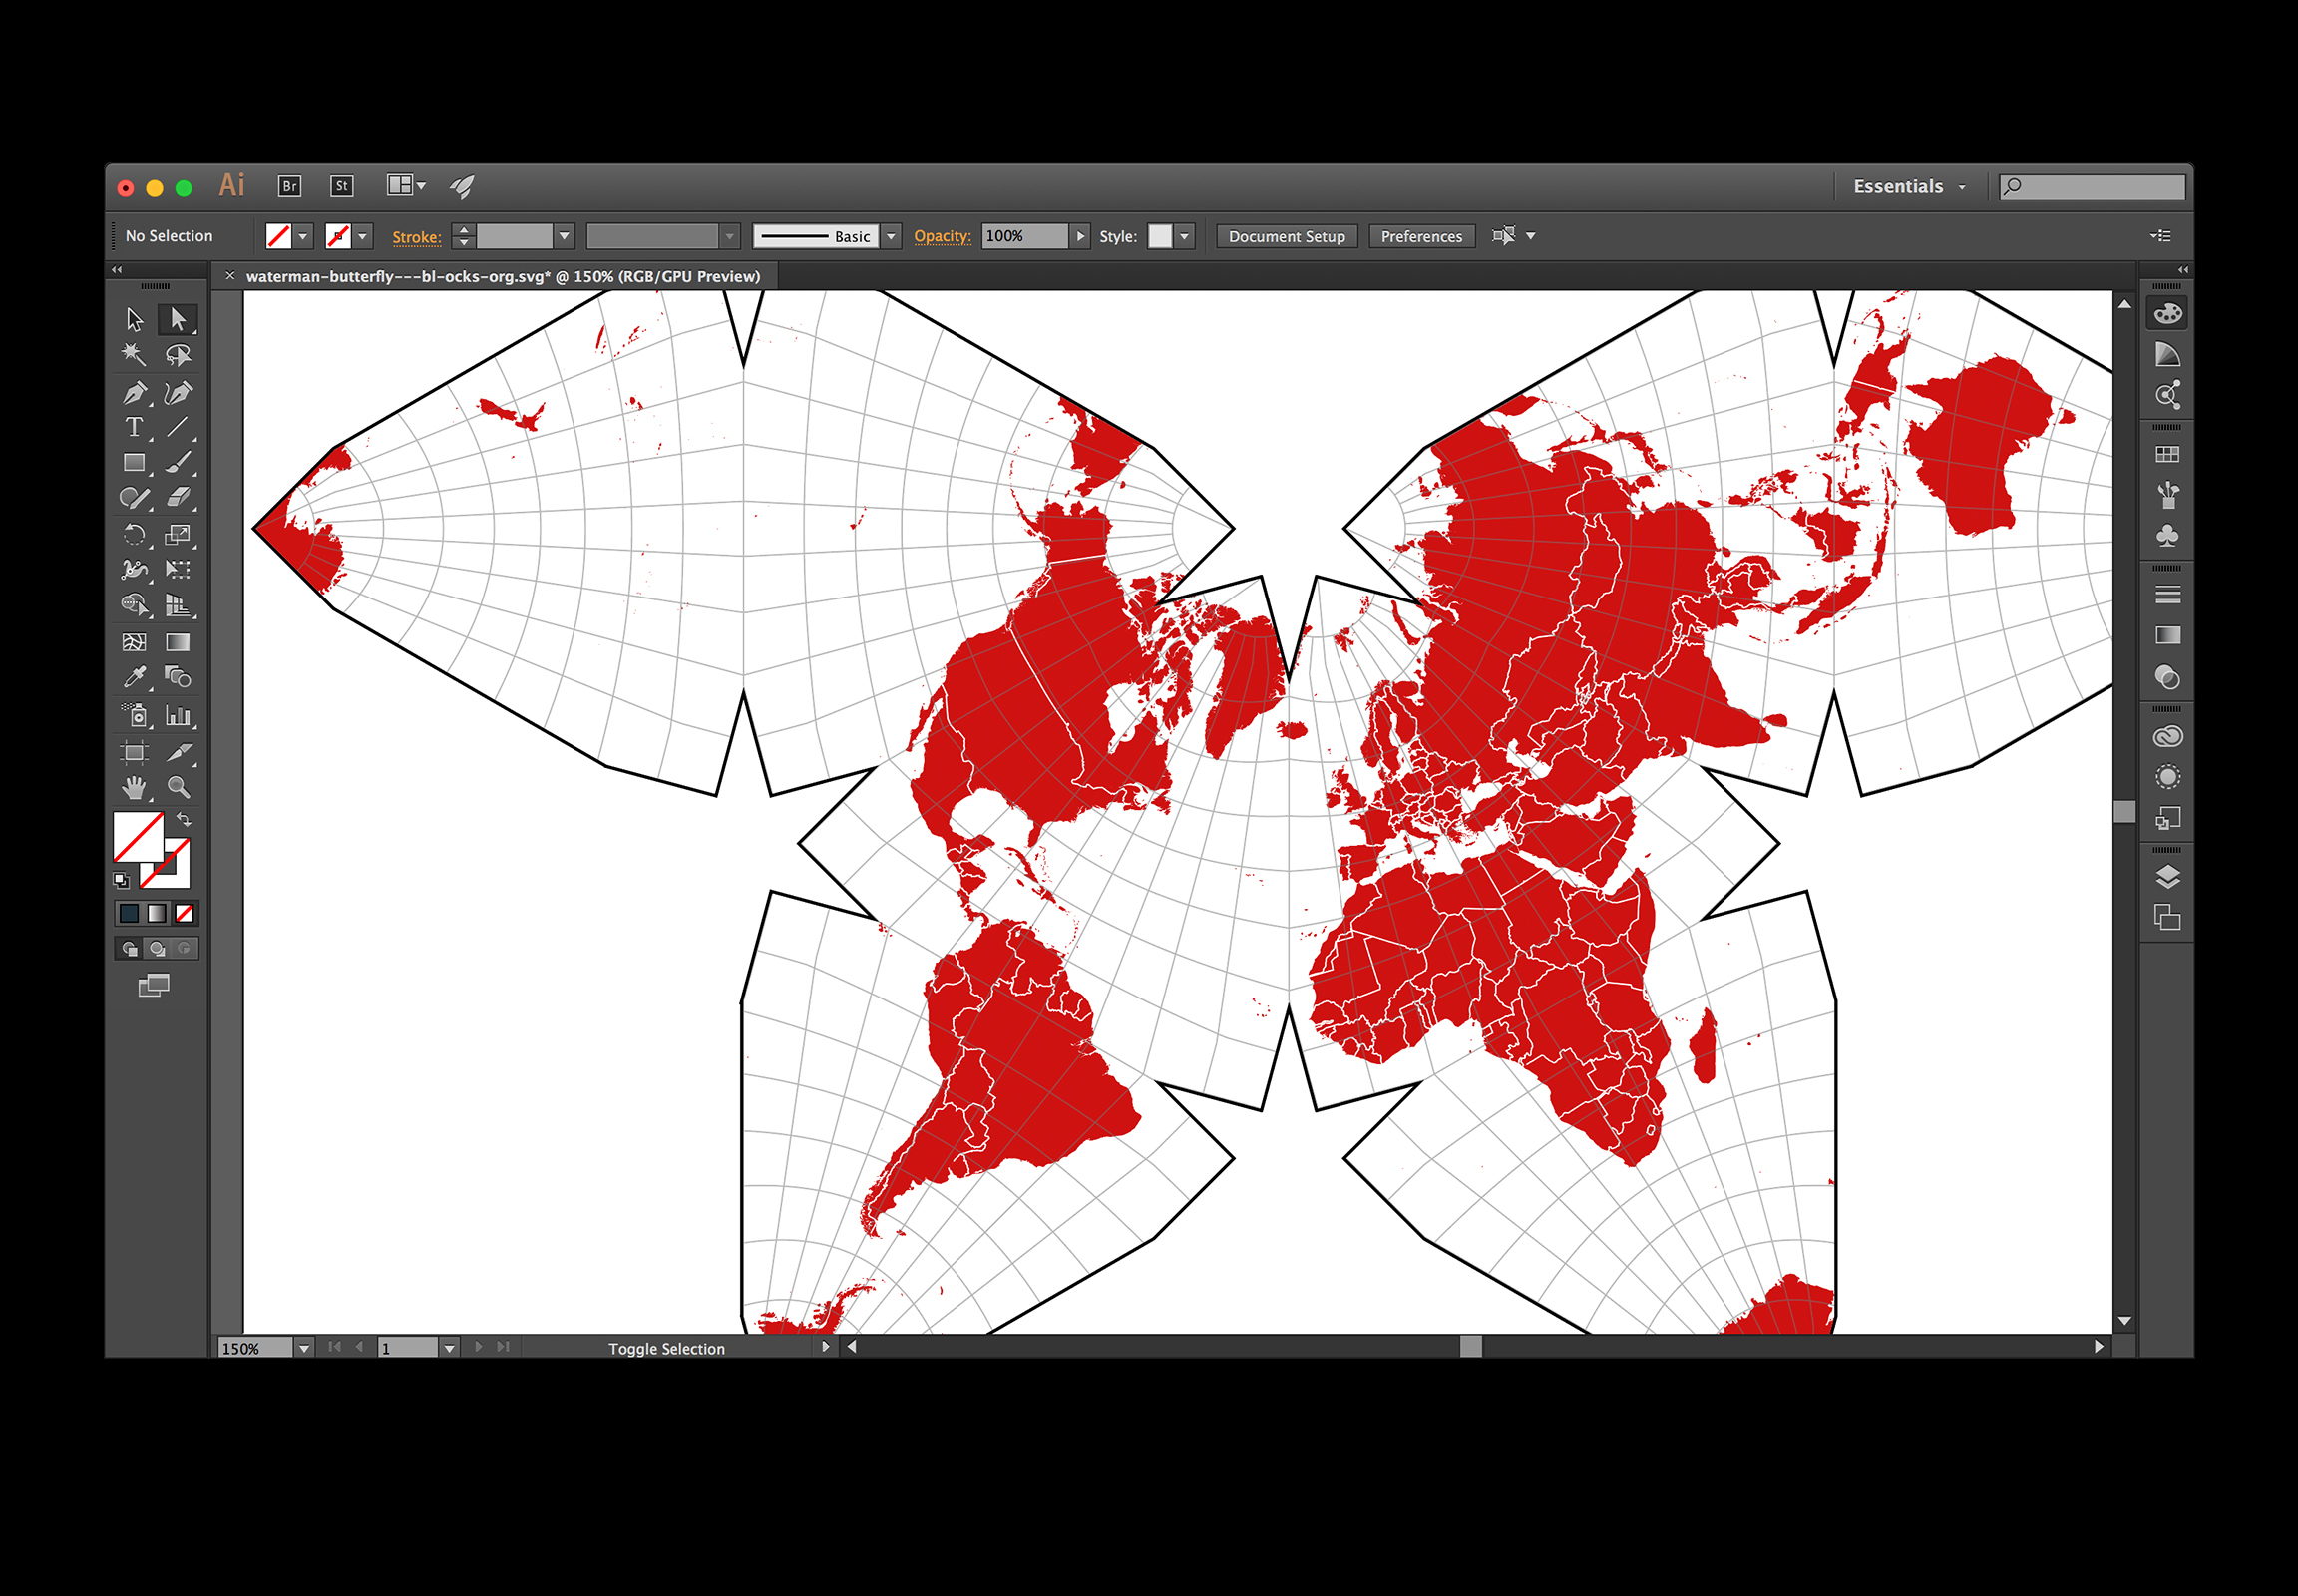 Ai Br St Essentials
No Selection Stroke: Basic Opacity: 100% Style: Document Setup Preferences
× waterman-butterfly---bl-ocks-org.svg* @ 150% (RGB/GPU Preview)
T
150% 1 Toggle Selection